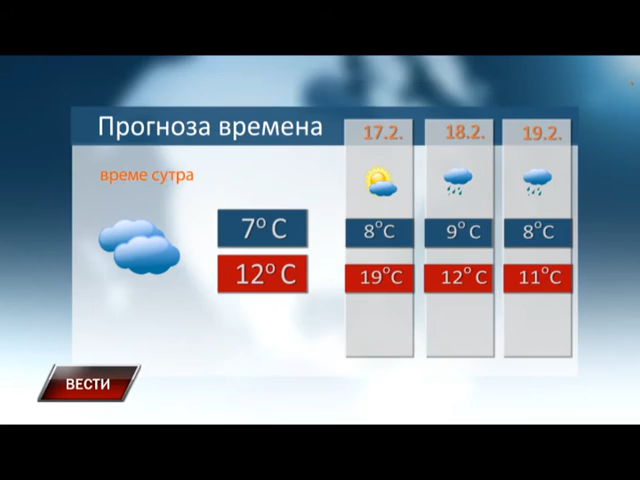 Прогноза времена
време сутра
7° C
12° C
17.2.
8°C
19°C
18.2.
9°C
12°C
19.2.
8°C
11°C
ВЕСТИ